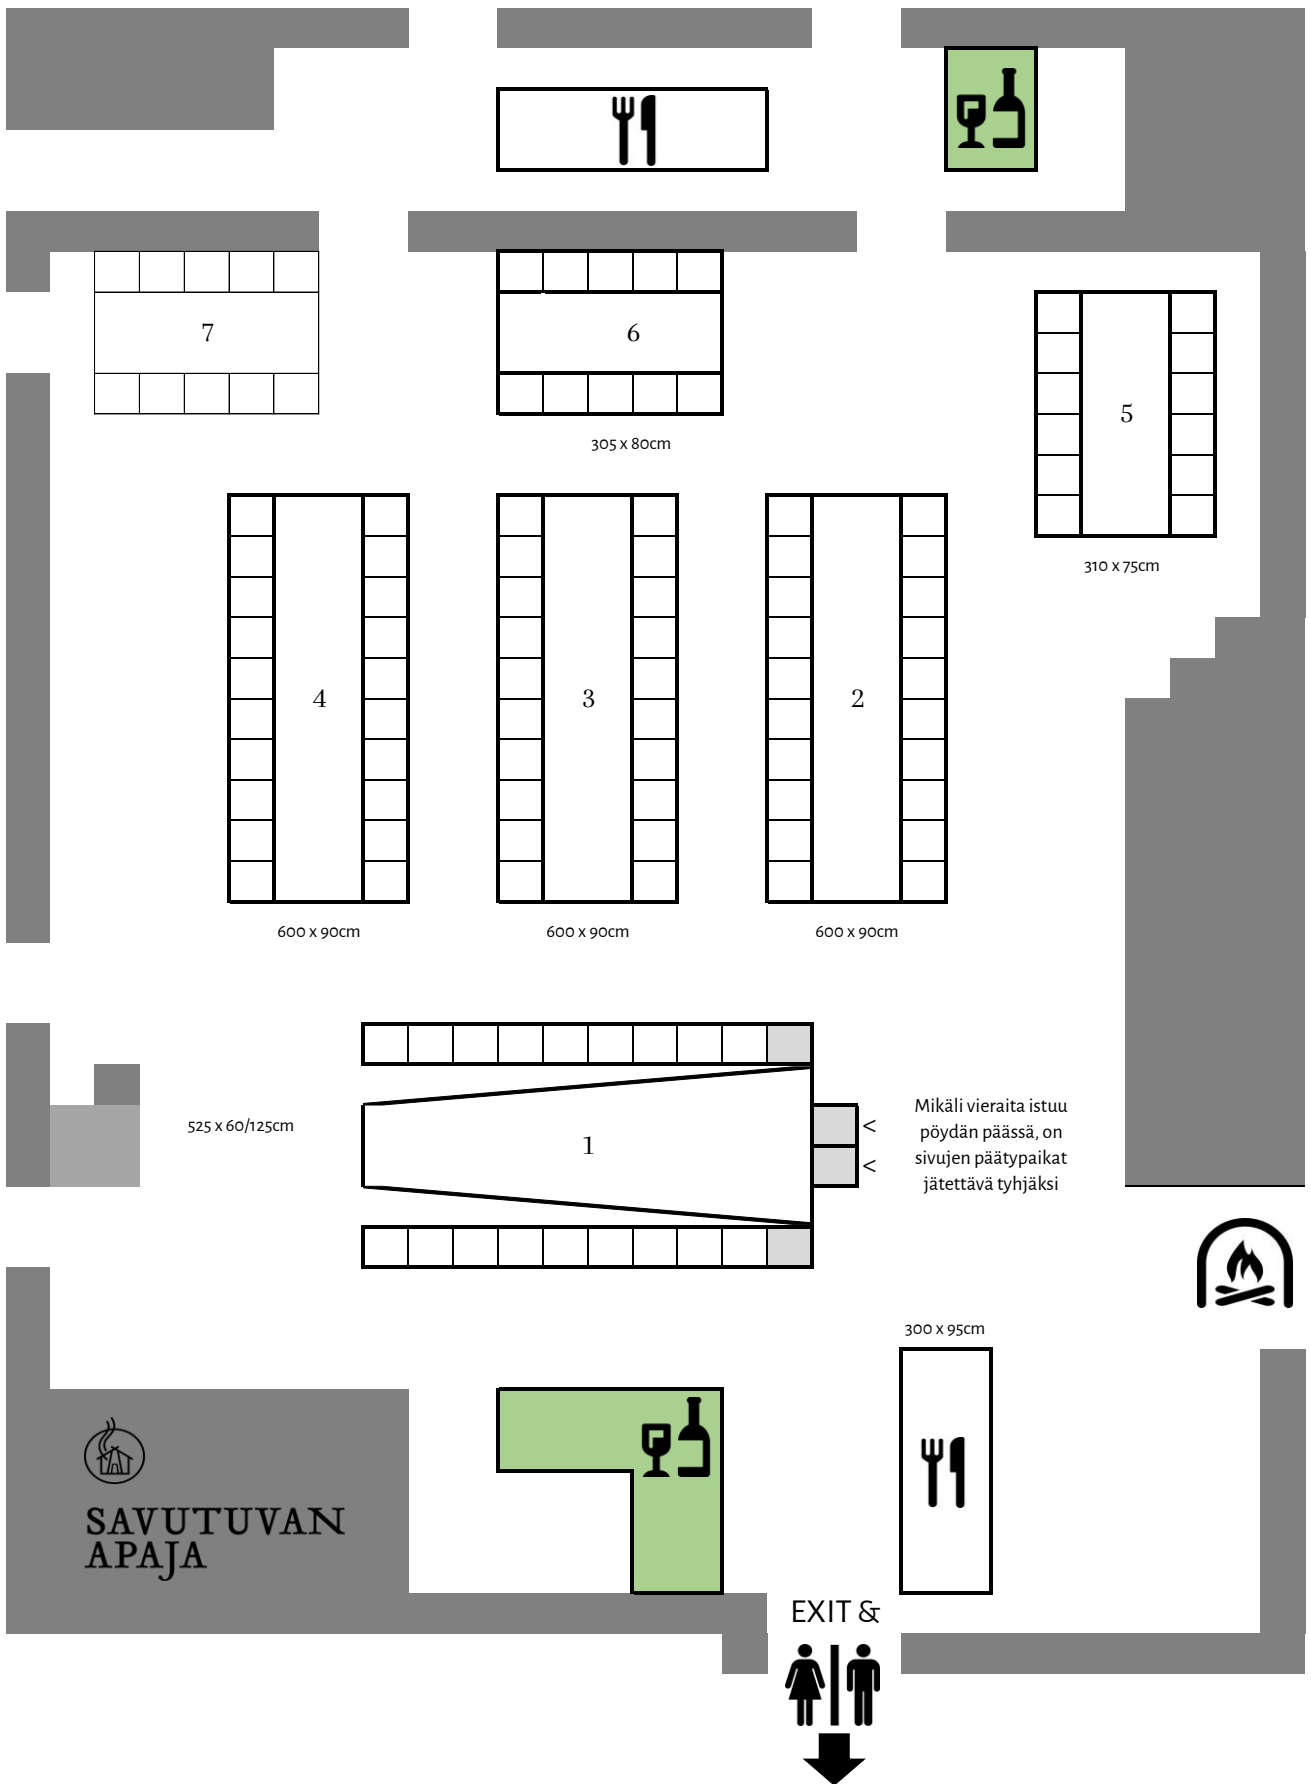 7
6
5
305 x 80cm
310 x 75cm
4
3
2
600 x 90cm
600 x 90cm
600 x 90cm
525 x 60/125cm
1
<
<
Mikäli vieraita istuu
pöydän päässä, on
sivujen päätypaikat
jätettävä tyhjäksi
300 x 95cm
SAVUTUVAN
APAJA
EXIT &